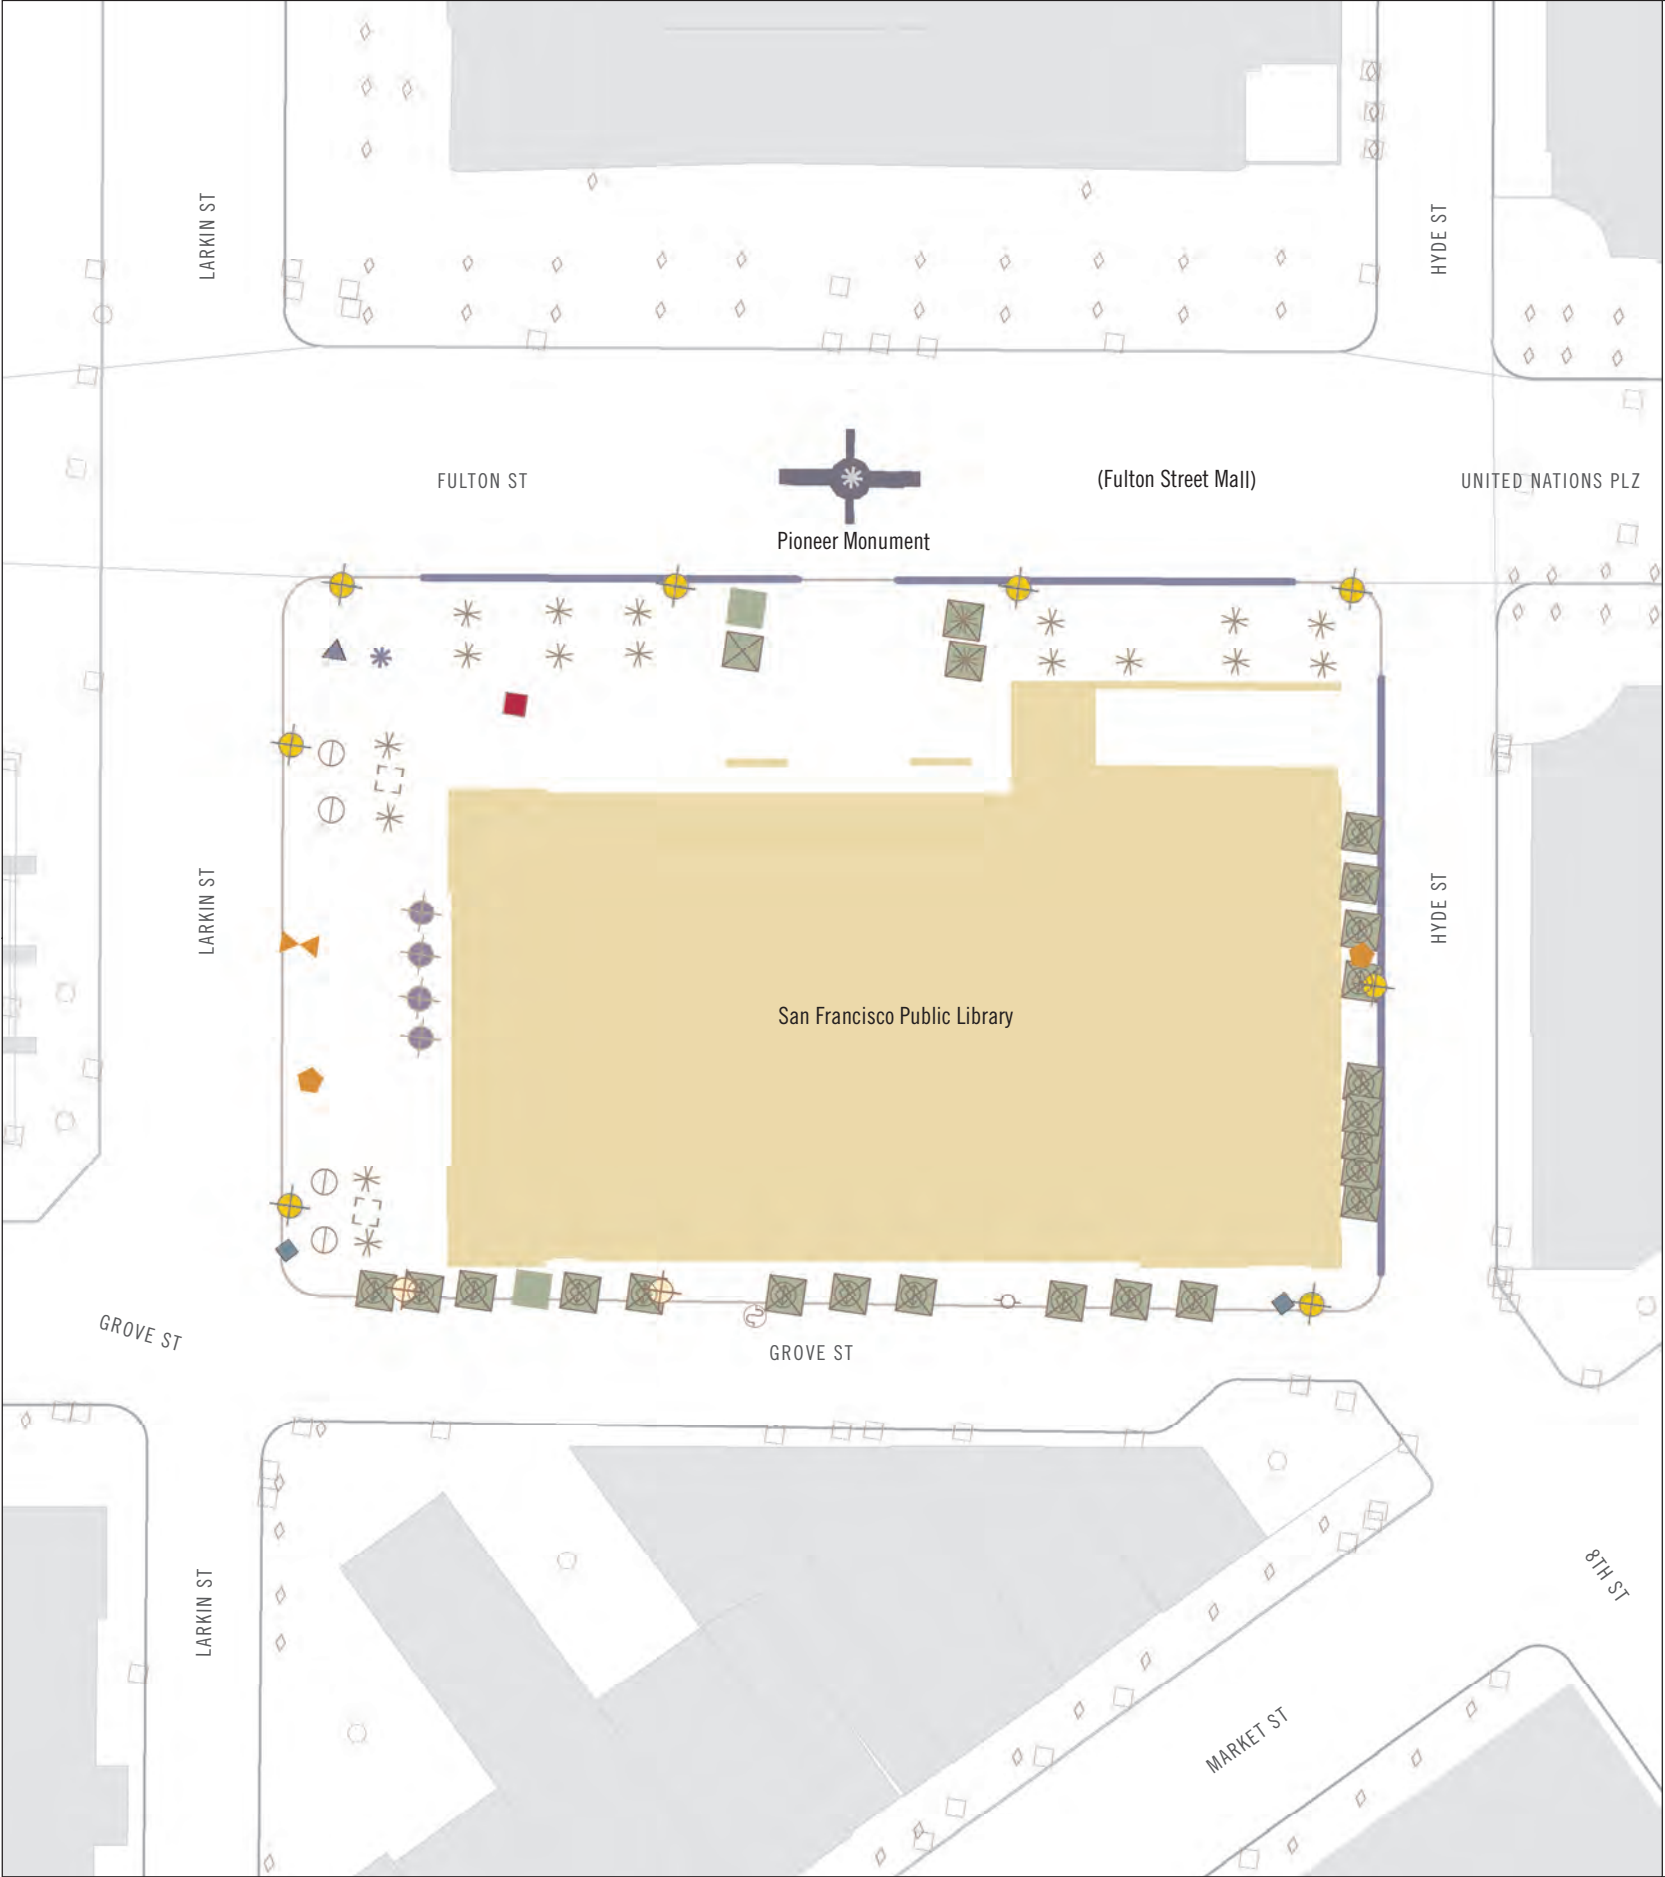 LARKIN ST
HYDE ST
FULTON ST
(Fulton Street Mall)
UNITED NATIONS PLZ
Pioneer Monument
LARKIN ST
HYDE ST
San Francisco Public Library
GROVE ST
GROVE ST
LARKIN ST
8TH ST
MARKET ST